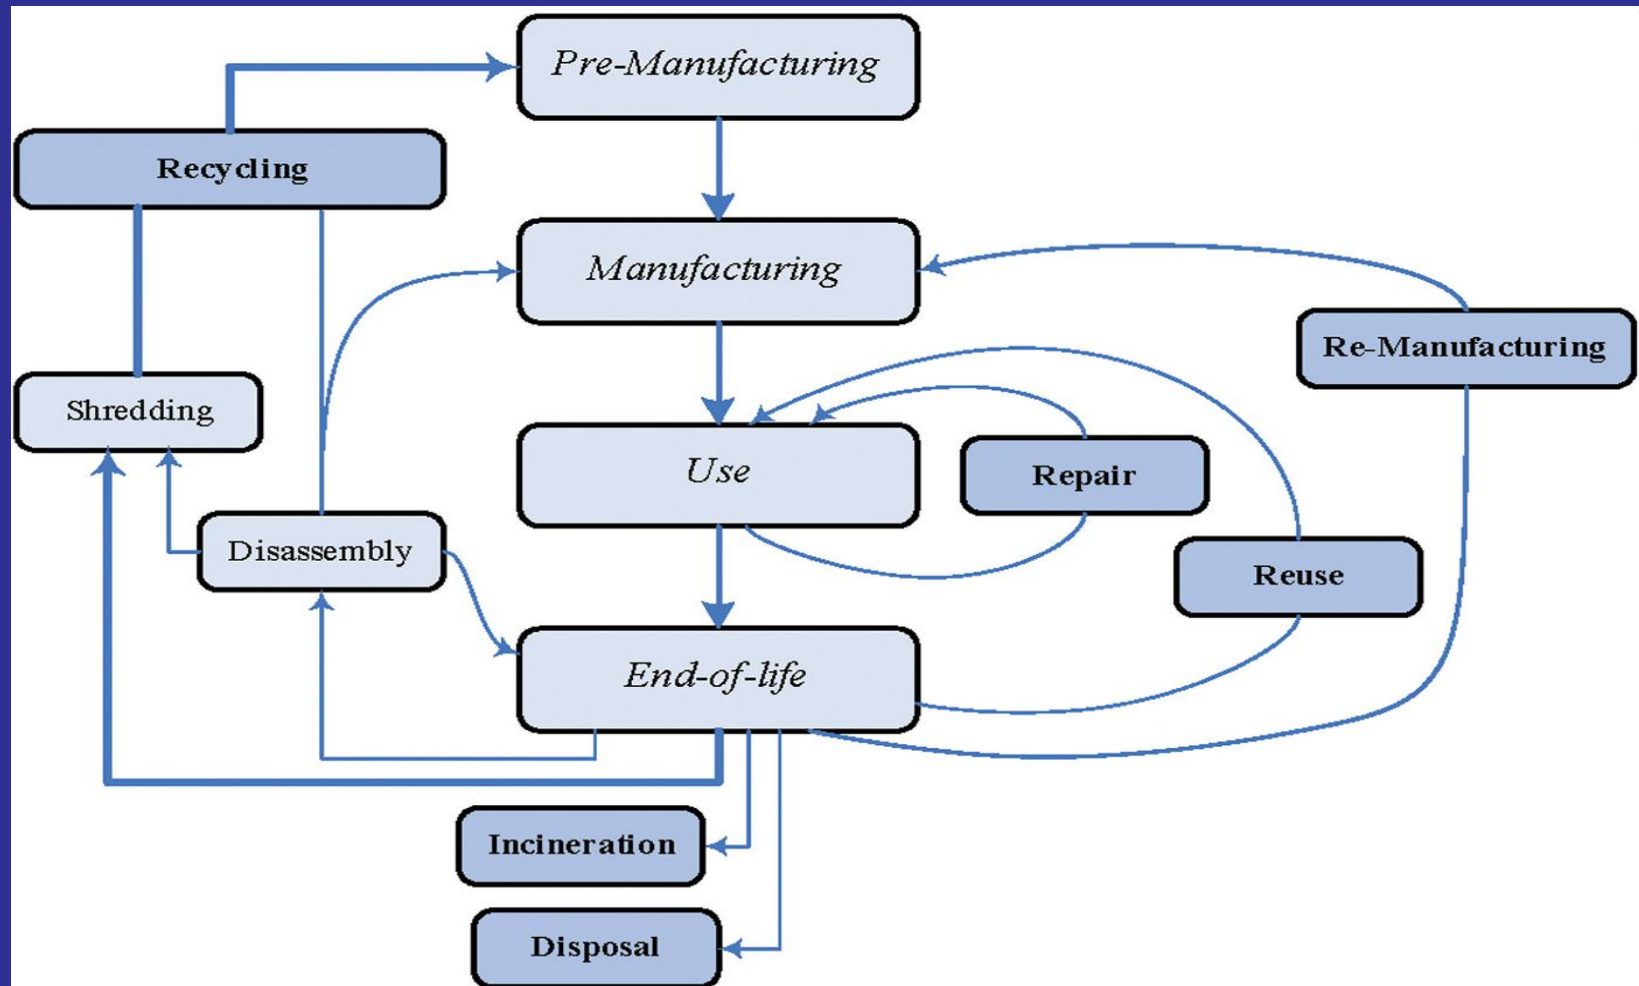 Pre-Manufacturing
Recycling
Manufacturing
Re-Manufacturing
Shredding
Use
Repair
Disassembly
Reuse
End-of-life
Incineration
Disposal